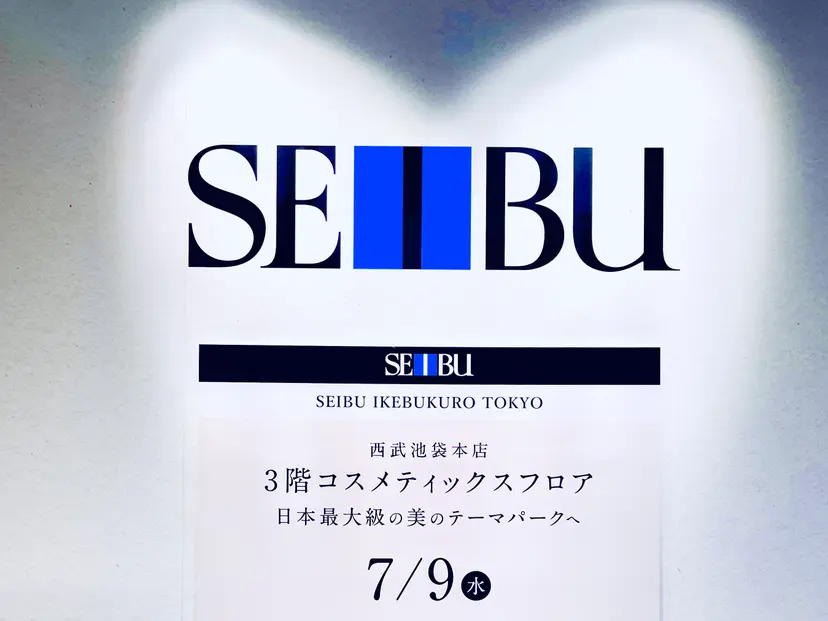 SEIBU
SEIBU
SEIBU IKEBUKURO TOKYO
西武池袋本店
3階コスメティックスフロア
日本最大級の美のテーマパークへ
7/9水